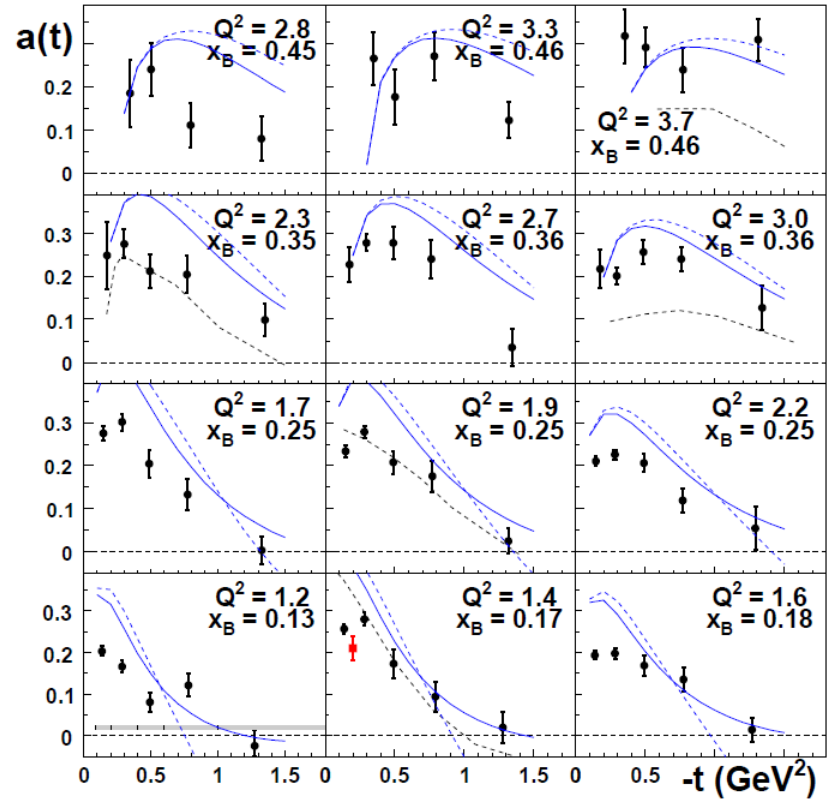 a(t)
Q² = 2.8
x_B = 0.45
Q² = 3.3
x_B = 0.46
Q² = 3.7
x_B = 0.46
0.3
0.2
0.1
0
Q² = 2.3
x_B = 0.35
Q² = 2.7
x_B = 0.36
Q² = 3.0
x_B = 0.36
0.3
0.2
0.1
0
Q² = 1.7
x_B = 0.25
Q² = 1.9
x_B = 0.25
Q² = 2.2
x_B = 0.25
0.3
0.2
0.1
0
Q² = 1.2
x_B = 0.13
Q² = 1.4
x_B = 0.17
Q² = 1.6
x_B = 0.18
0.3
0.2
0.1
0
0 0.5 1 1.5 0 0.5 1 1.5 0 0.5 1 1.5
-t (GeV²)